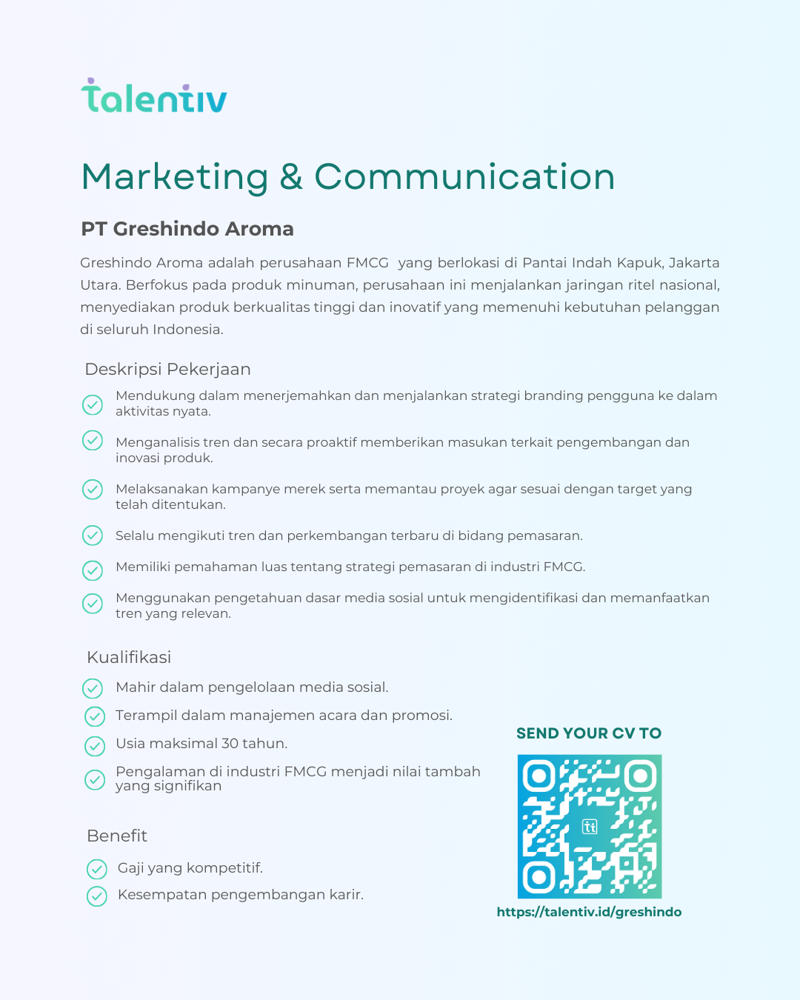 talentiv
Marketing & Communication
PT Greshindo Aroma
Greshindo Aroma adalah perusahaan FMCG  yang berlokasi di Pantai Indah Kapuk, Jakarta
Utara. Berfokus pada produk minuman, perusahaan ini menjalankan jaringan ritel nasional,
menyediakan produk berkualitas tinggi dan inovatif yang memenuhi kebutuhan pelanggan
di seluruh Indonesia.
Deskripsi Pekerjaan
Mendukung dalam menerjemahkan dan menjalankan strategi branding pengguna ke dalam
aktivitas nyata.
Menganalisis tren dan secara proaktif memberikan masukan terkait pengembangan dan
inovasi produk.
Melaksanakan kampanye merek serta memantau proyek agar sesuai dengan target yang
telah ditentukan.
Selalu mengikuti tren dan perkembangan terbaru di bidang pemasaran.
Memiliki pemahaman luas tentang strategi pemasaran di industri FMCG.
Menggunakan pengetahuan dasar media sosial untuk mengidentifikasi dan memanfaatkan
tren yang relevan.
Kualifikasi
Mahir dalam pengelolaan media sosial.
Terampil dalam manajemen acara dan promosi.
Usia maksimal 30 tahun.
Pengalaman di industri FMCG menjadi nilai tambah
yang signifikan
Benefit
Gaji yang kompetitif.
Kesempatan pengembangan karir.
SEND YOUR CV TO
tt
https://talentiv.id/greshindo